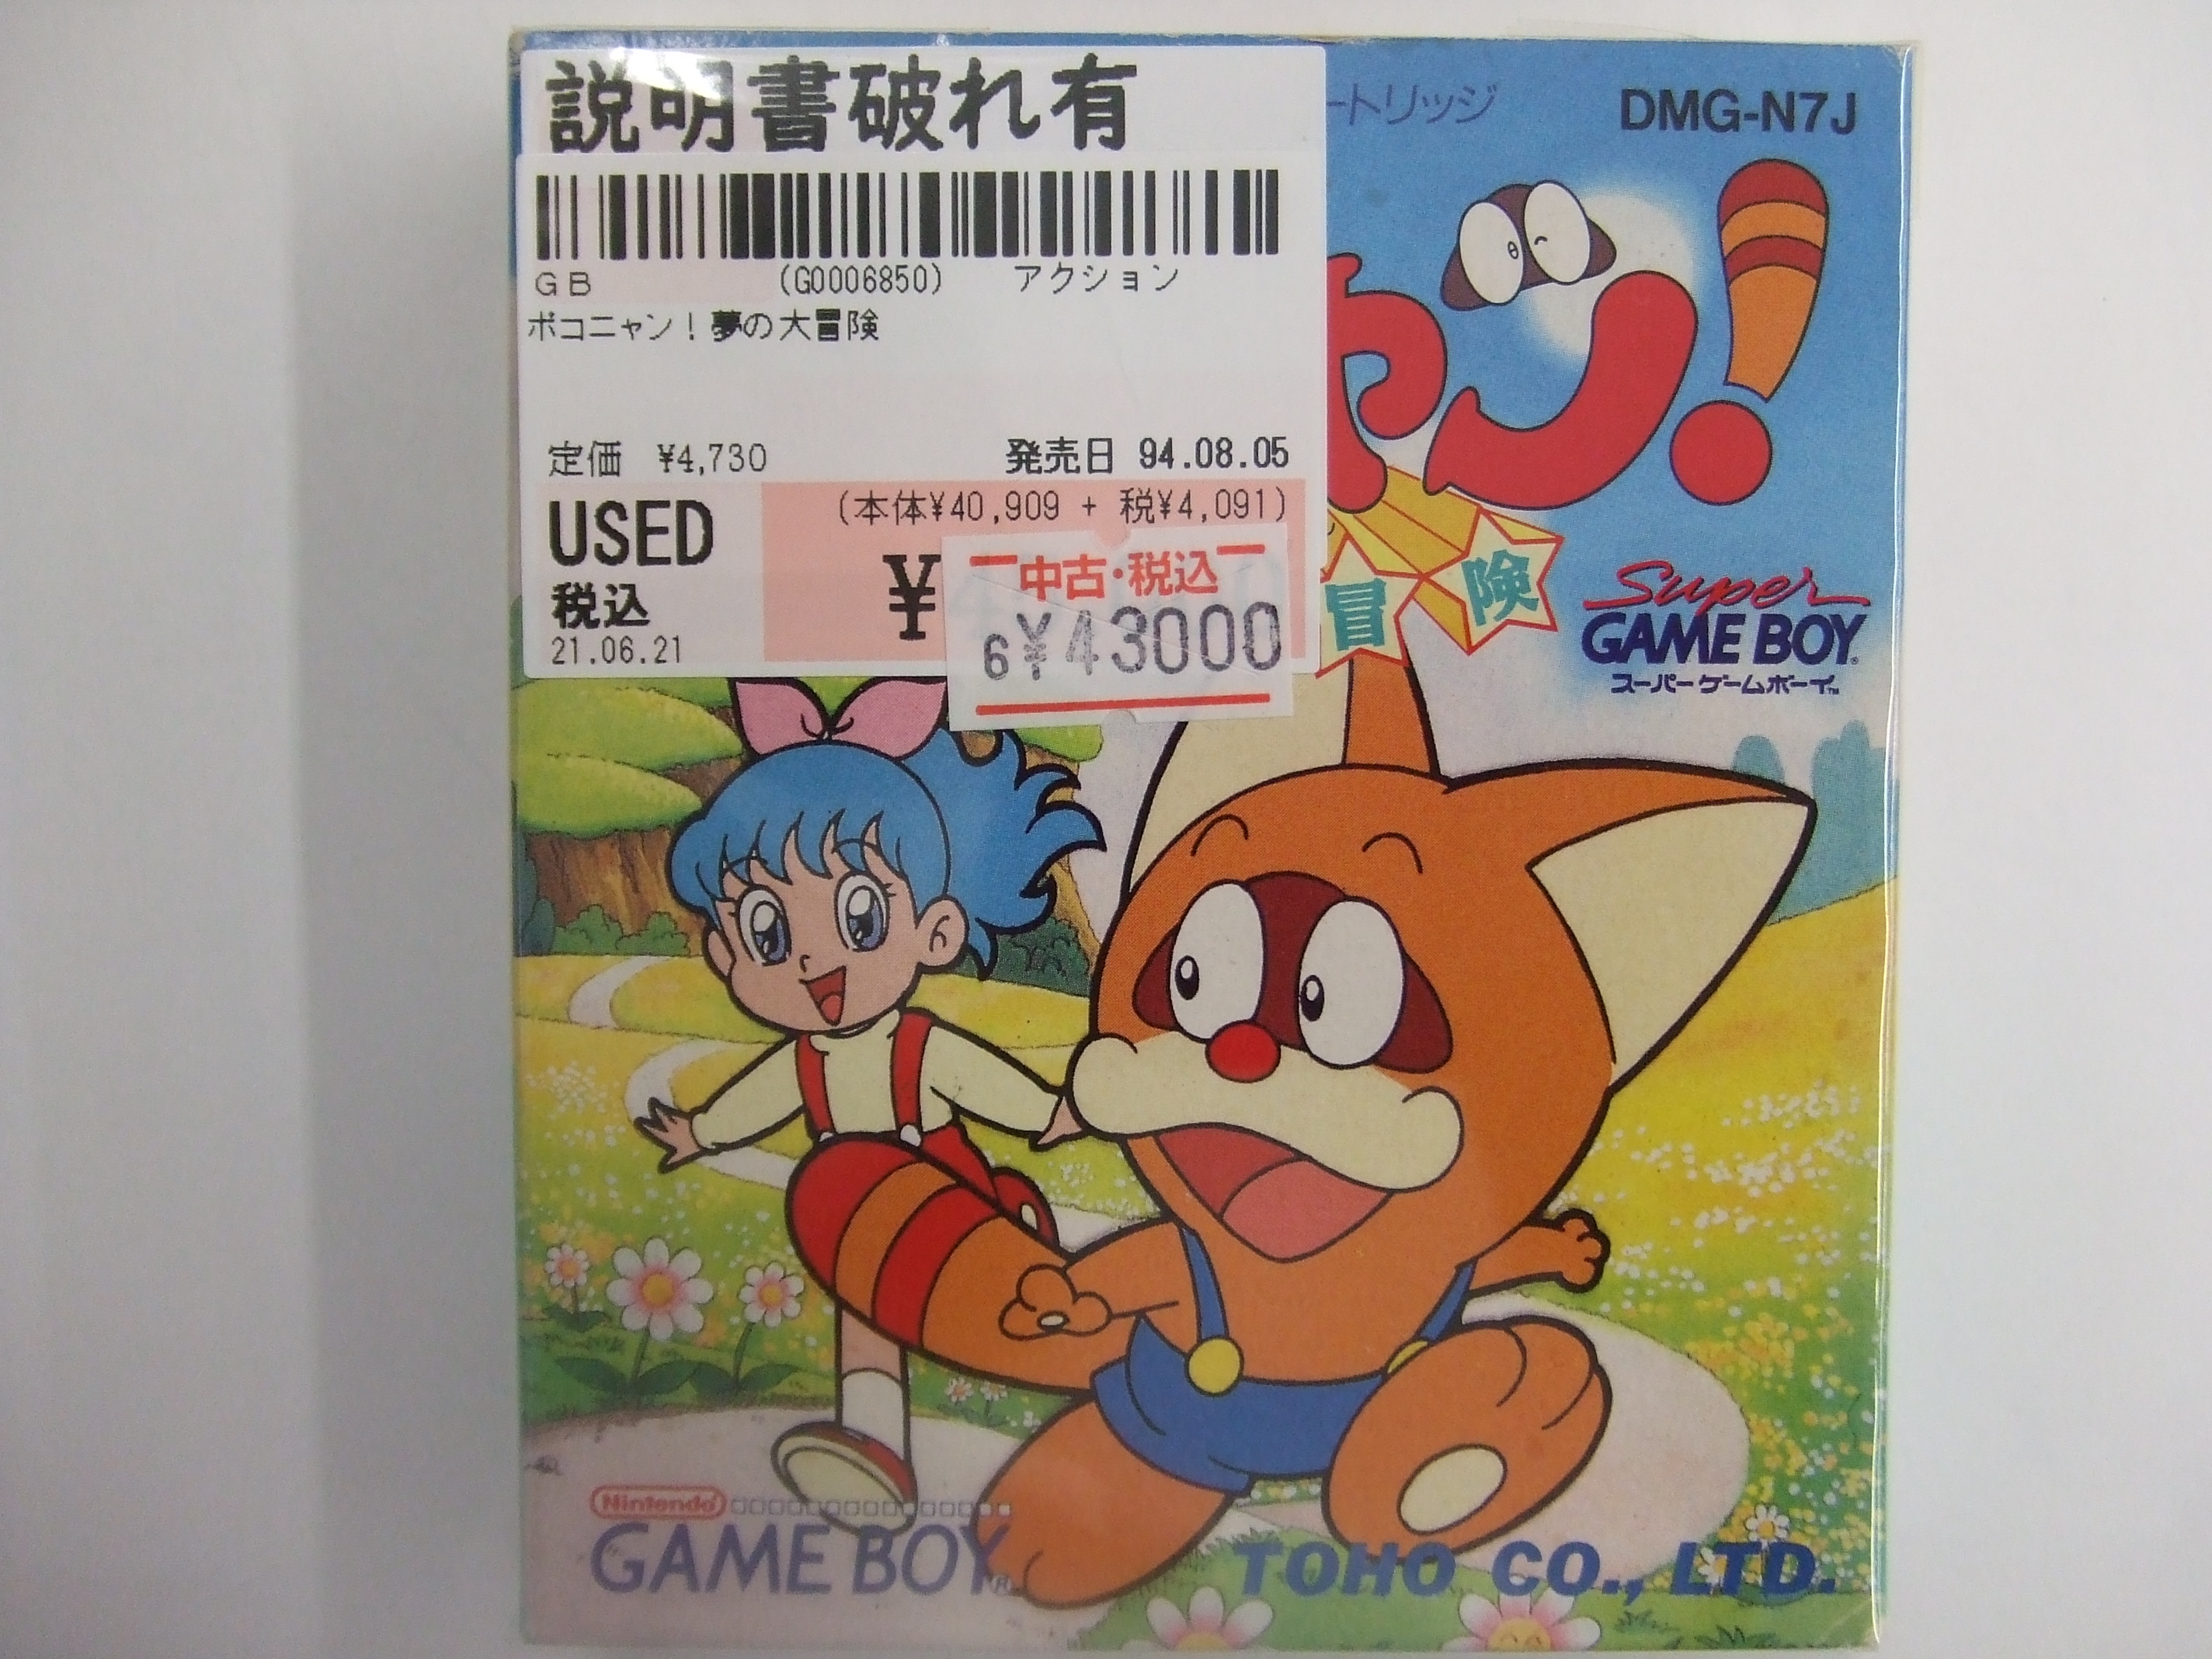 説明書破れ有
ートリッジ
DMG-N7J
GB (G0006850) アクション
ポコニャン！夢の大冒険
ャン!
定価 ¥4,730 発売日 94.08.05
USED (本体¥40,909 + 税¥4,091)
税込 ¥
21.06.21
中古・税込
6¥43000
冒険
Super
GAME BOY
スーパーゲームボーイ
Nintendo
GAME BOY
TOHO CO., LTD.